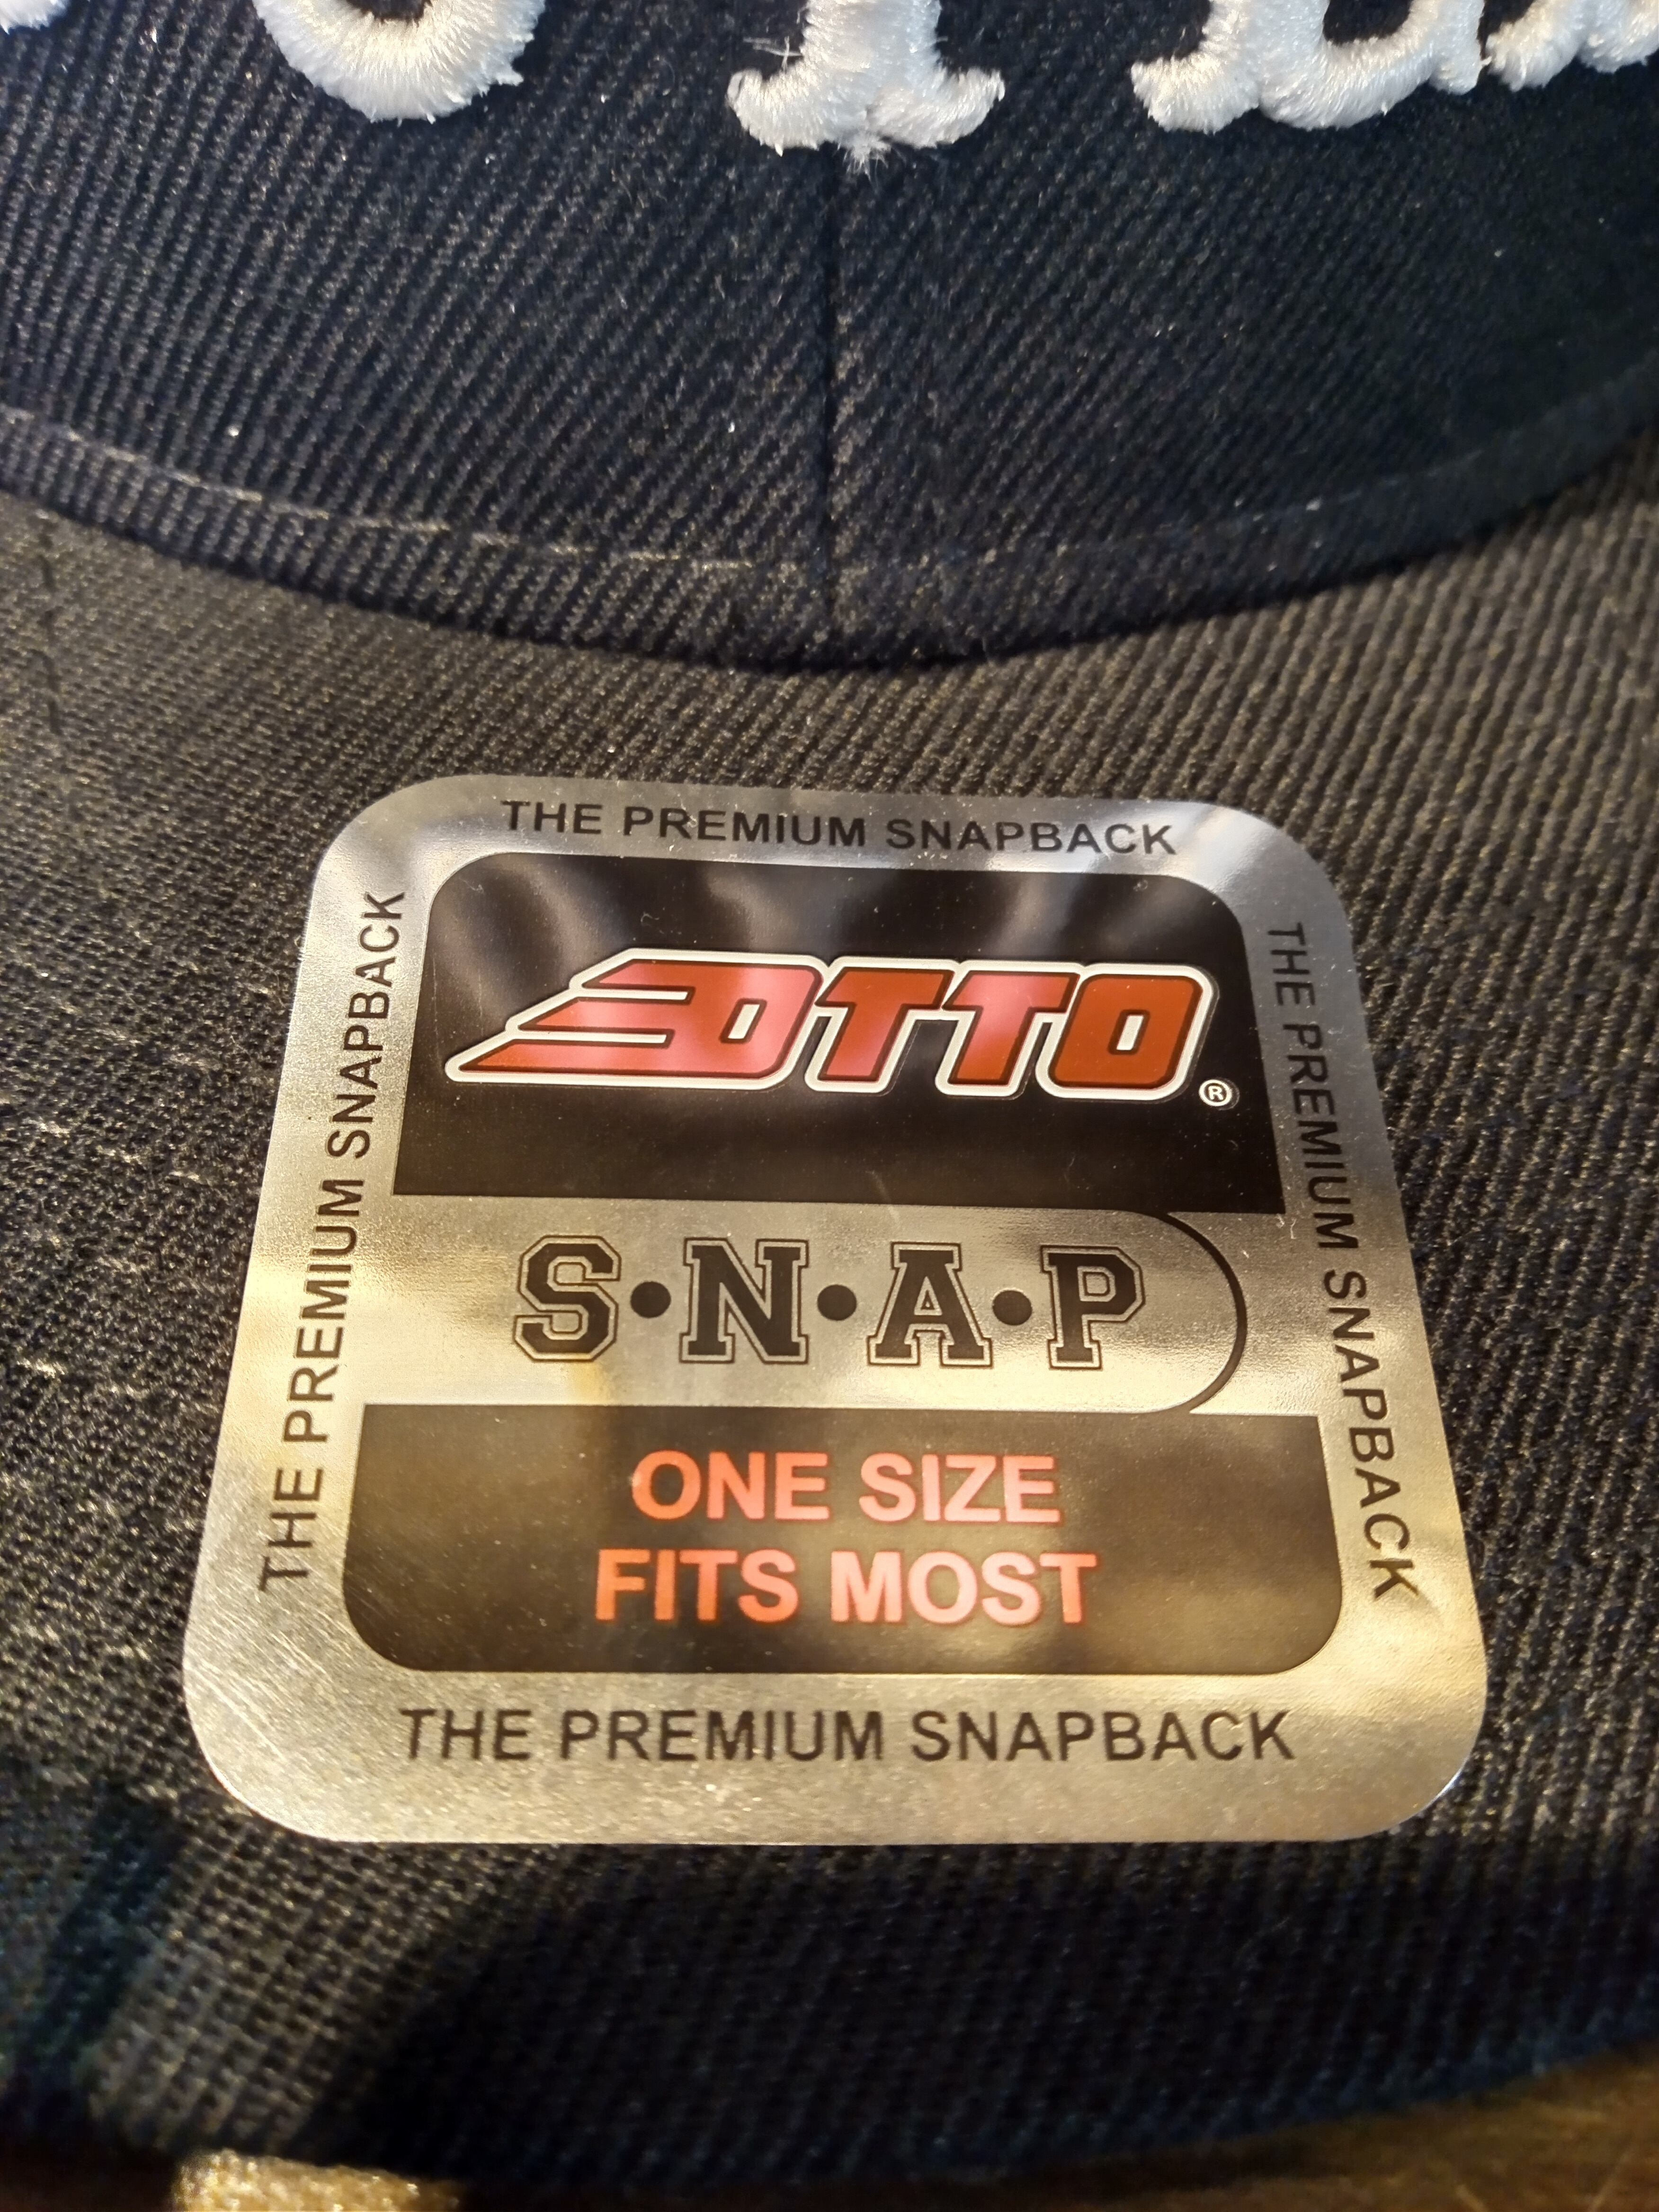 THE PREMIUM SNAPBACK
THE PREMIUM SNAPBACK
THE PREMIUM SNAPBACK
OTTO®
S•N•A•P
ONE SIZE
FITS MOST
THE PREMIUM SNAPBACK